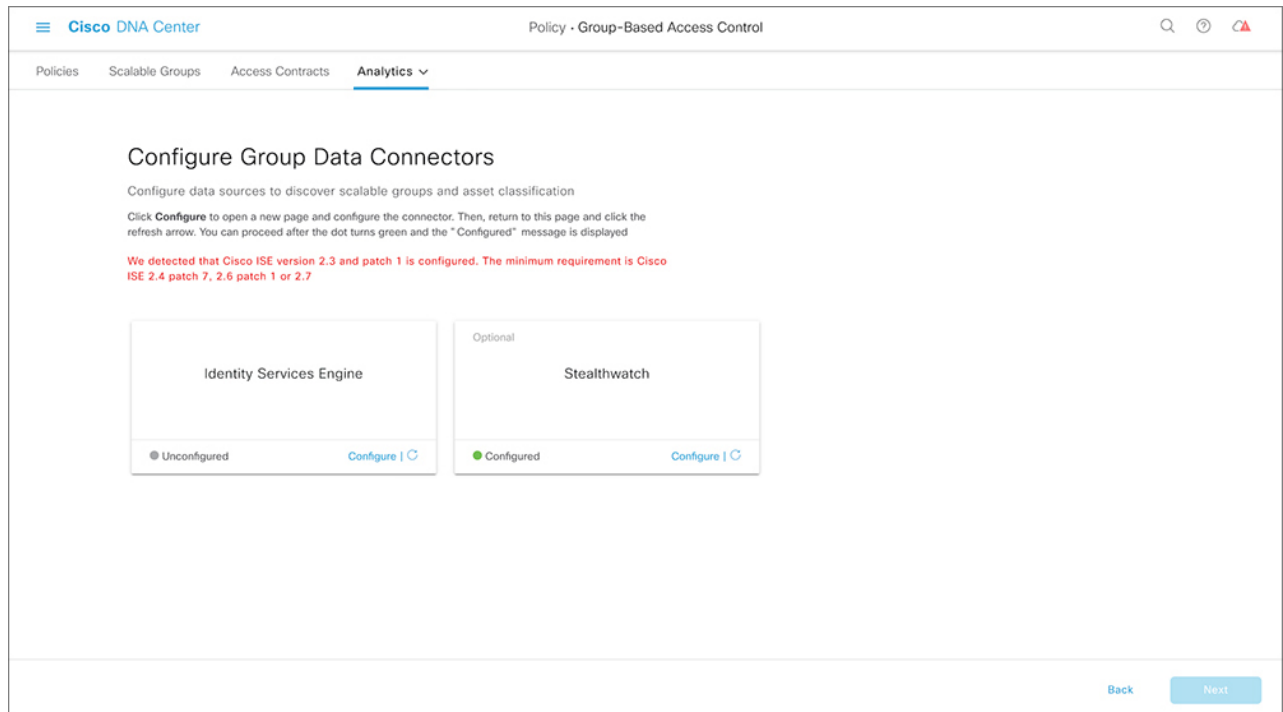 Cisco DNA Center
Policy · Group-Based Access Control
Policies
Scalable Groups
Access Contracts
Analytics
Configure Group Data Connectors
Configure data sources to discover scalable groups and asset classification
Click Configure to open a new page and configure the connector. Then, return to this page and click the
refresh arrow. You can proceed after the dot turns green and the "Configured" message is displayed
We detected that Cisco ISE version 2.3 and patch 1 is configured. The minimum requirement is Cisco
ISE 2.4 patch 7, 2.6 patch 1 or 2.7
Identity Services Engine
Unconfigured
Configure |
Optional
Stealthwatch
Configured
Configure |
Back
Next